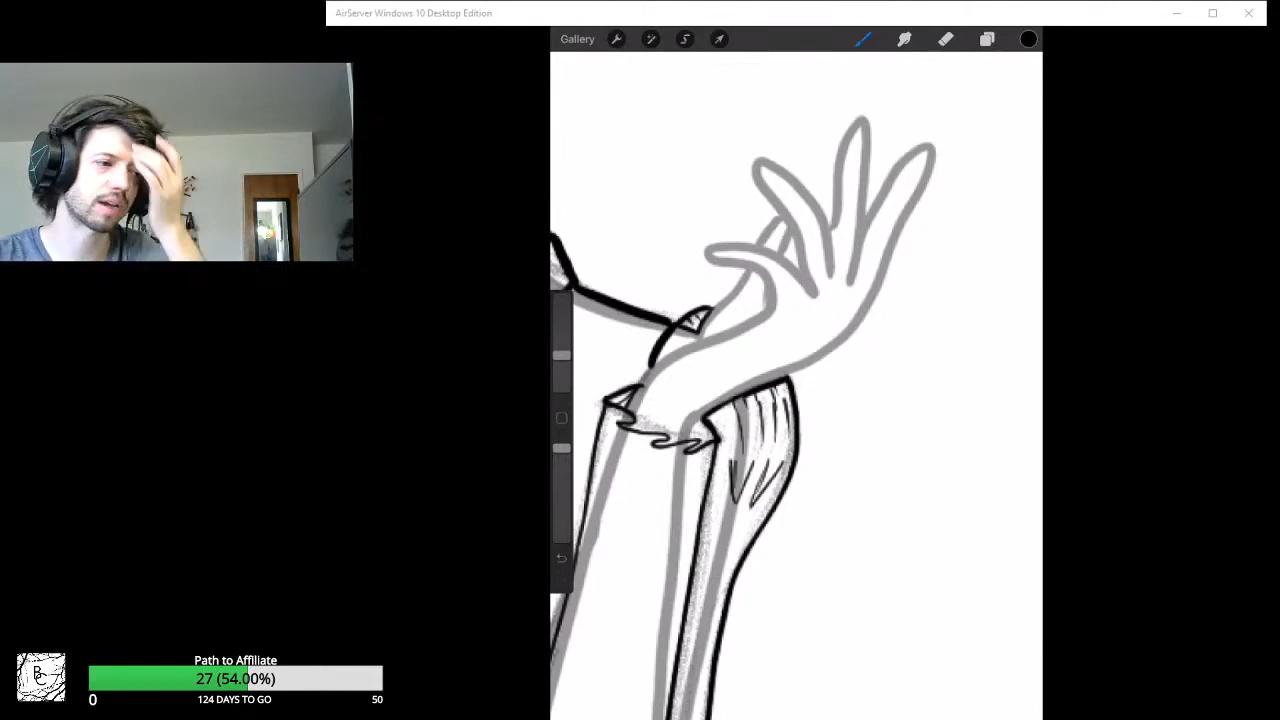 AirServer Windows 10 Desktop Edition
Gallery
Path to Affiliate
27 (54.00%)
0 124 DAYS TO GO 50